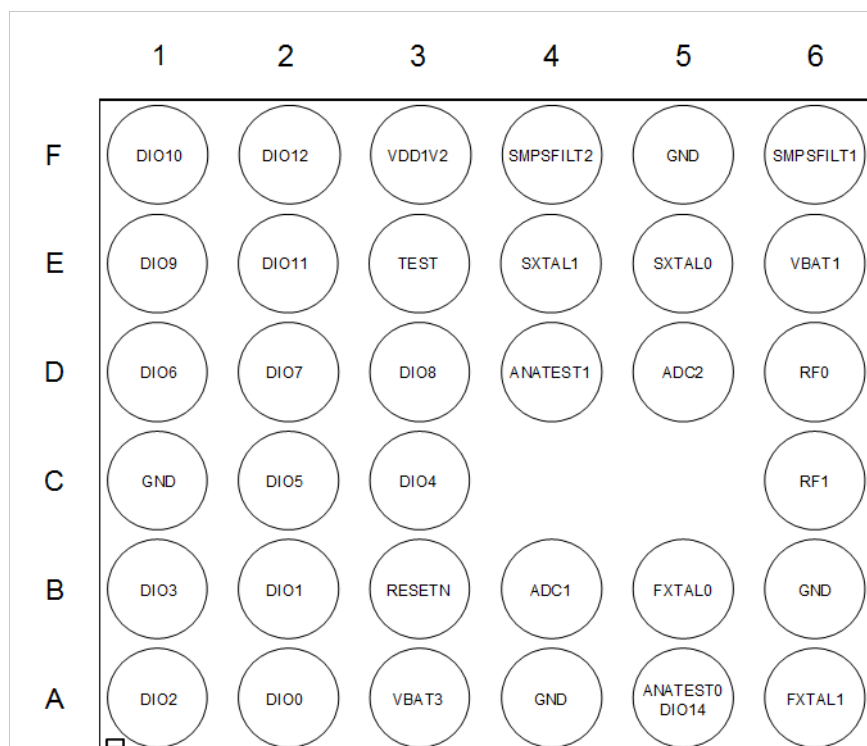 1 2 3 4 5 6
F DIO10 DIO12 VDD1V2 SMPSFILT2 GND SMPSFILT1
E DIO9 DIO11 TEST SXTAL1 SXTAL0 VBAT1
D DIO6 DIO7 DIO8 ANATEST1 ADC2 RF0
C GND DIO5 DIO4 RF1
B DIO3 DIO1 RESETN ADC1 FXTAL0 GND
A DIO2 DIO0 VBAT3 GND ANATEST0 FXTAL1
DIO14